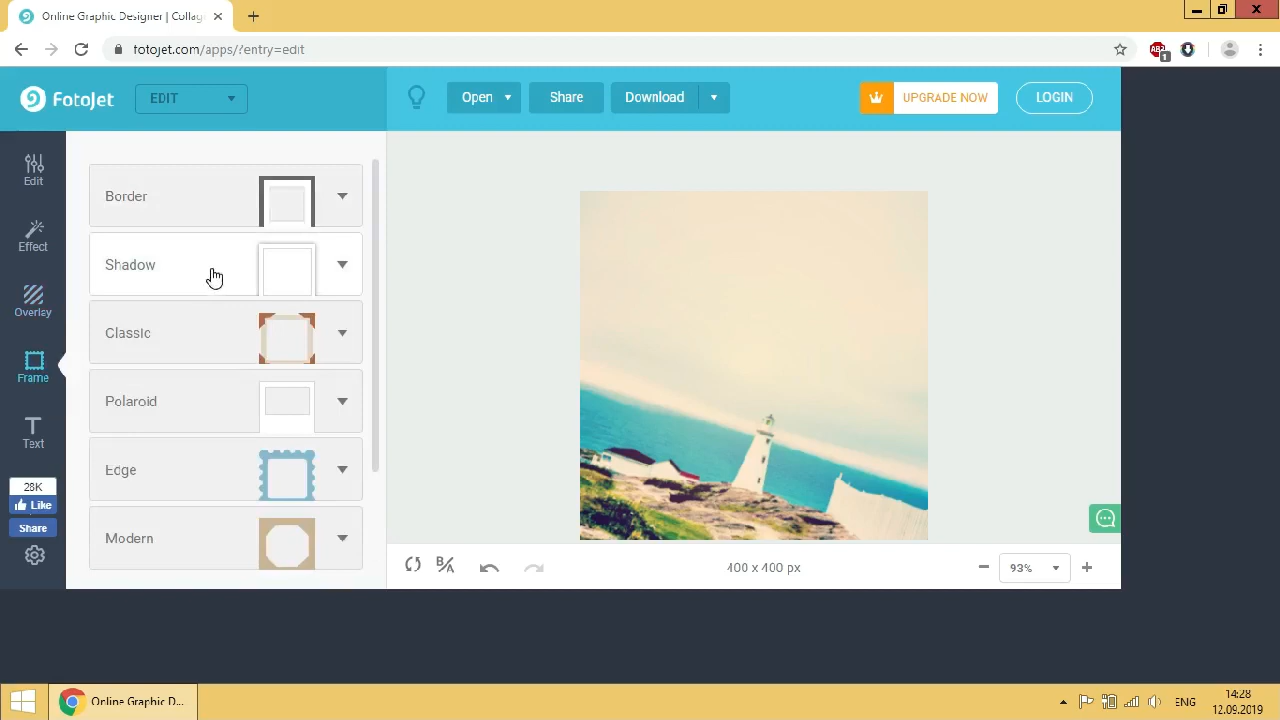 Online Graphic Designer | Collag
fotojet.com/apps/?entry=edit
ABP
1
FotoJet
EDIT
Open
Share
Download
UPGRADE NOW
LOGIN
Edit
Effect
Overlay
Frame
Text
28K
Like
Share
Border
Shadow
Classic
Polaroid
Edge
Modern
B/A
400 x 400 px
93%
Online Graphic D...
ENG
14:28
12.09.2019